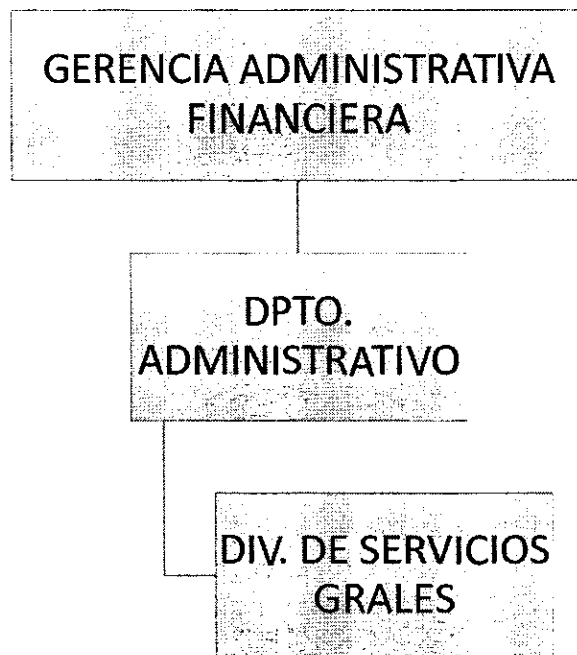 GERENCIA ADMINISTRATIVA
FINANCIERA
DPTO.
ADMINISTRATIVO
DIV. DE SERVICIOS
GRALES